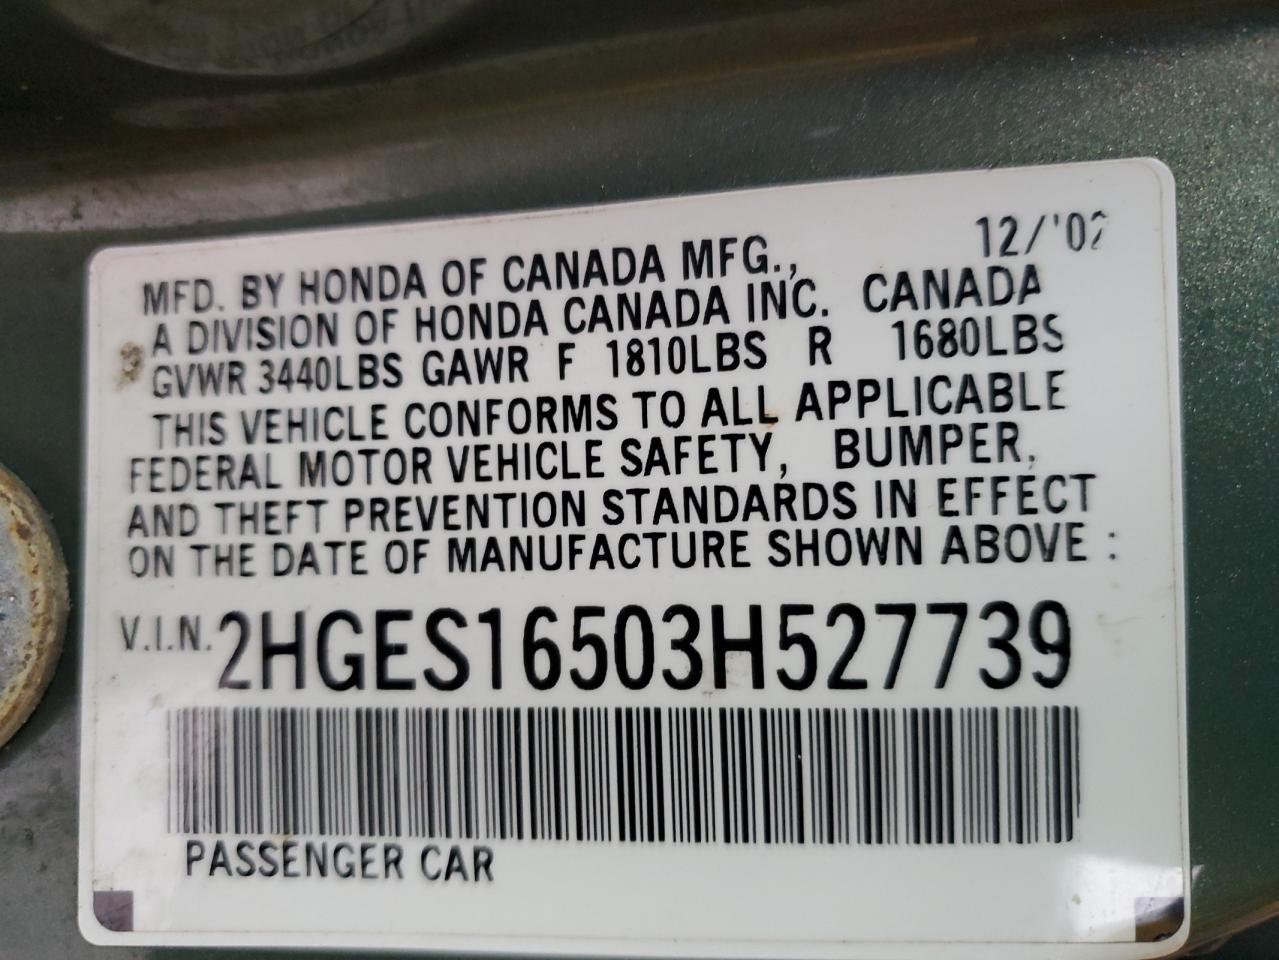 12/'02
MFD. BY HONDA OF CANADA MFG.,
A DIVISION OF HONDA CANADA INC. CANADA
GVWR 3440LBS GAWR F 1810LBS R 1680LBS
THIS VEHICLE CONFORMS TO ALL APPLICABLE
FEDERAL MOTOR VEHICLE SAFETY, BUMPER,
AND THEFT PREVENTION STANDARDS IN EFFECT
ON THE DATE OF MANUFACTURE SHOWN ABOVE :
V.I.N. 2HGES16503H527739
PASSENGER CAR